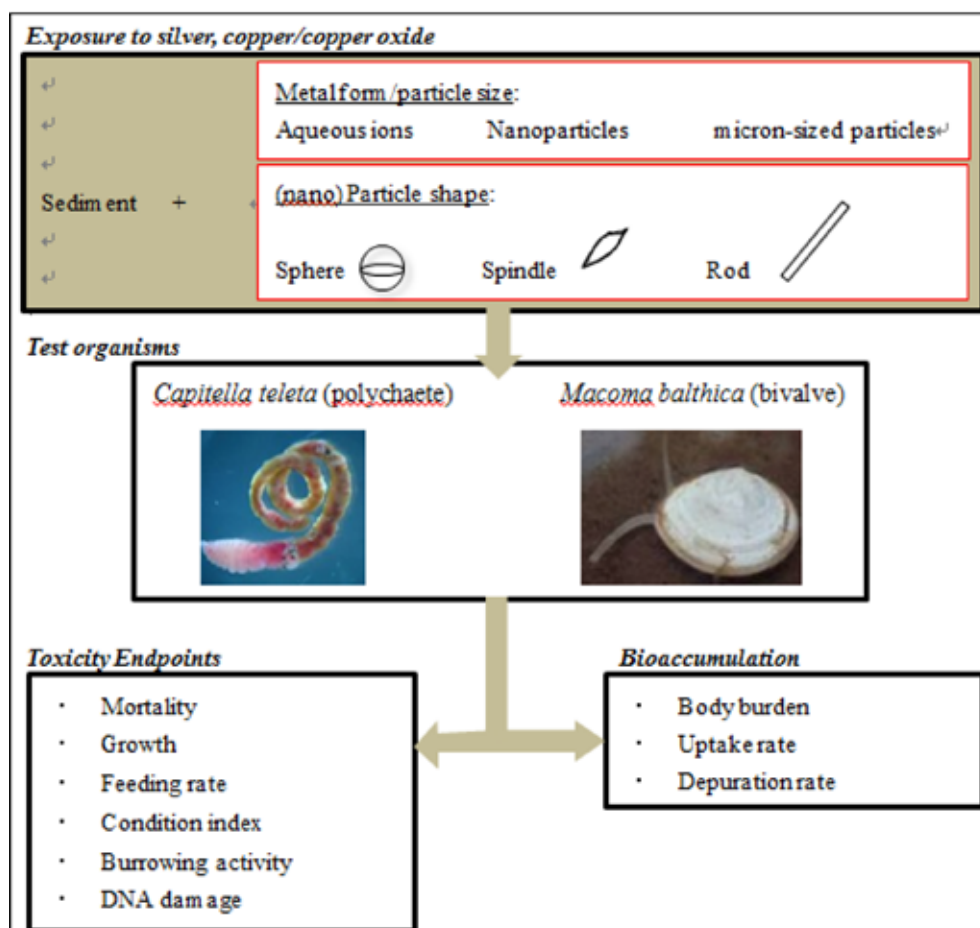 Exposure to silver, copper/copper oxide
Metal form/particle size:
Aqueous ions Nanoparticles micron-sized particles↵
↵
↵
↵
Sediment + ↵
↵
↵
(nano) Particle shape:
Sphere Spindle Rod
Test organisms
Capitella teleta (polychaete) Macoma balthica (bivalve)
Toxicity Endpoints
· Mortality
· Growth
· Feeding rate
· Condition index
· Burrowing activity
· DNA damage
Bioaccumulation
· Body burden
· Uptake rate
· Depuration rate